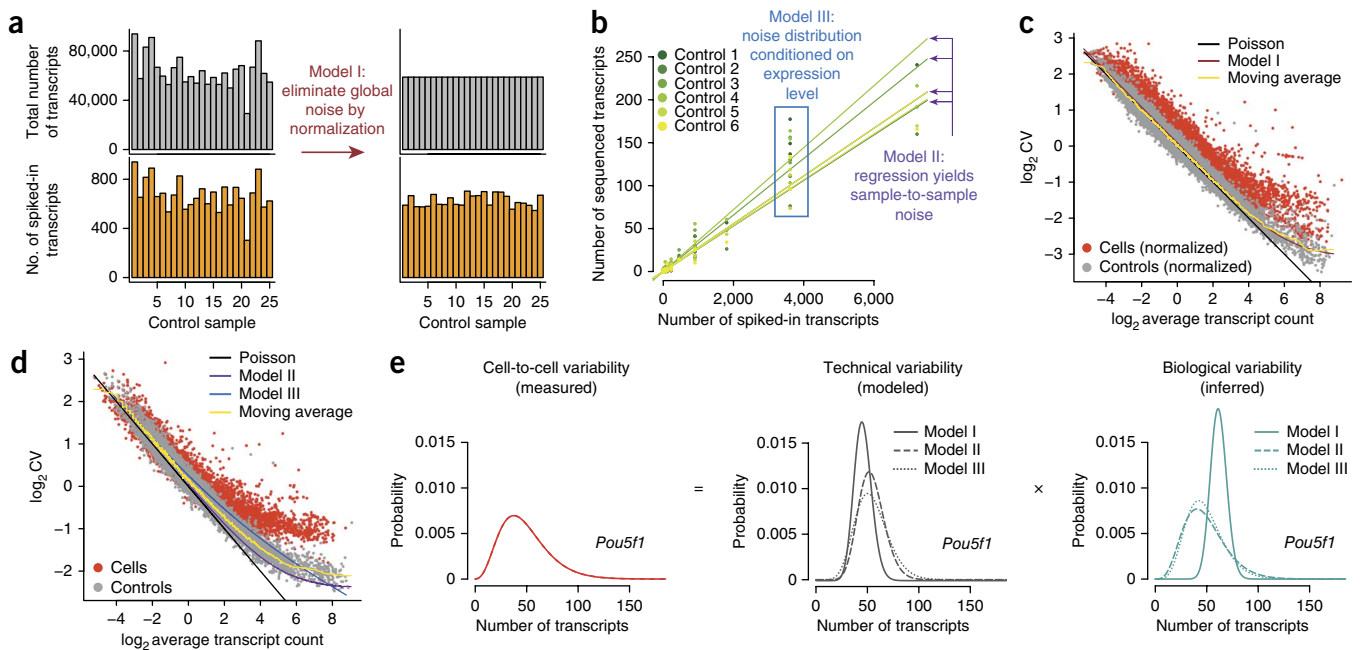 a
Total number
of transcripts
80,000
40,000
0
No. of spiked-in
transcripts
800
400
0
5 10 15 20 25
Control sample
Model I:
eliminate global
noise by
normalization
5 10 15 20 25
Control sample
b
Number of sequenced transcripts
250
200
150
100
50
0
0 2,000 4,000 6,000
Number of spiked-in transcripts
Control 1
Control 2
Control 3
Control 4
Control 5
Control 6
Model III:
noise distribution
conditioned on
expression
level
Model II:
regression yields
sample-to-sample
noise
c
log2 CV
3
2
1
0
−1
−2
−3
−4 −2 0 2 4 6 8
log2 average transcript count
Poisson
Model I
Moving average
Cells (normalized)
Controls (normalized)
d
log2 CV
3
2
1
0
−1
−2
−4 −2 0 2 4 6 8
log2 average transcript count
Poisson
Model II
Model III
Moving average
Cells
Controls
e
Cell-to-cell variability
(measured)
Probability
0.015
0.010
0.005
0
Pou5f1
0 50 100 150
Number of transcripts
=
Technical variability
(modeled)
Probability
0.015
0.010
0.005
0
Model I
Model II
Model III
Pou5f1
0 50 100 150
Number of transcripts
×
Biological variability
(inferred)
Probability
0.015
0.010
0.005
0
Model I
Model II
Model III
Pou5f1
0 50 100 150
Number of transcripts